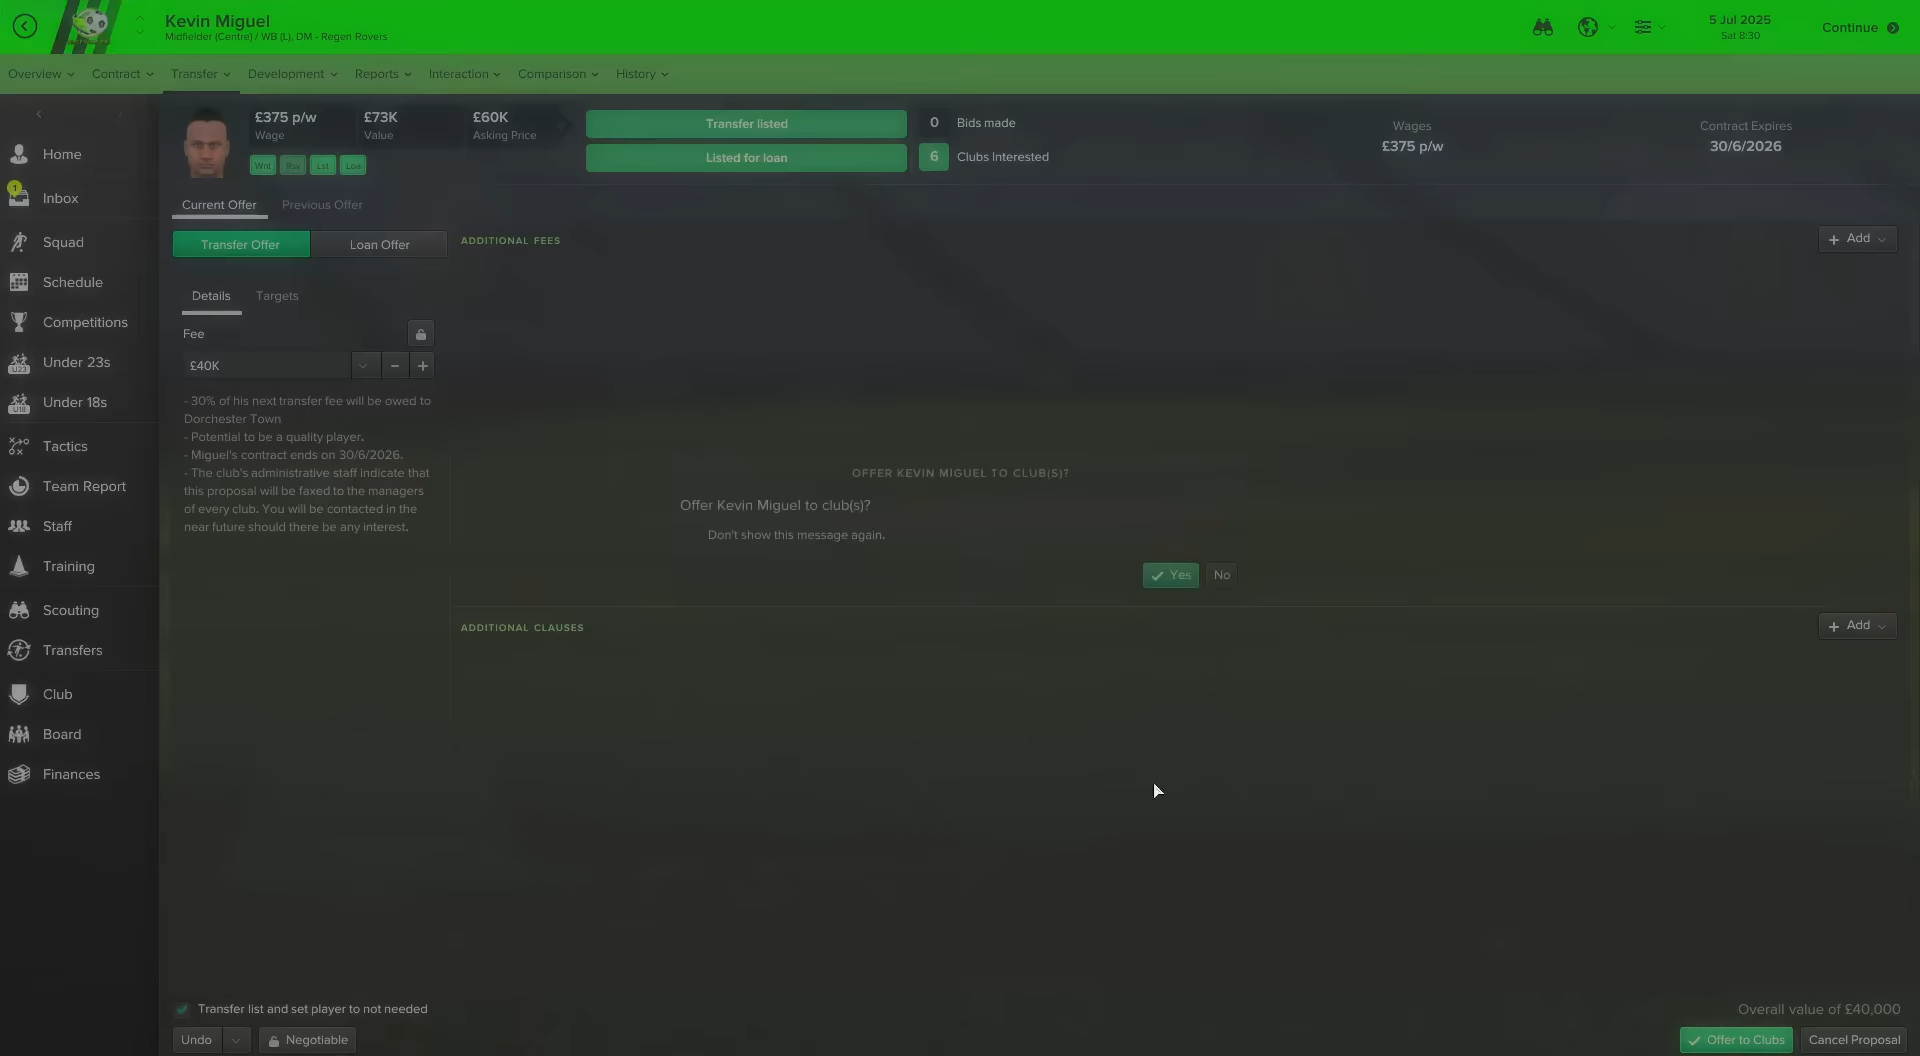 Kevin Miguel
Midfielder (Centre) / WB (L), DM - Regen Rovers
5 Jul 2025
Sat 8:30
Continue
Overview
Contract
Transfer
Development
Reports
Interaction
Comparison
History
£375 p/w
Wage
£73K
Value
£60K
Asking Price
Wnt
Rsv
Lst
Loa
Transfer listed
Listed for loan
0 Bids made
6 Clubs Interested
Wages
£375 p/w
Contract Expires
30/6/2026
Home
1
Inbox
Squad
Schedule
Competitions
U23
Under 23s
U18
Under 18s
Tactics
Team Report
Staff
Training
Scouting
Transfers
Club
Board
Finances
Current Offer
Previous Offer
Transfer Offer
Loan Offer
ADDITIONAL FEES
+ Add
Details
Targets
Fee
£40K
- +
- 30% of his next transfer fee will be owed to
Dorchester Town
- Potential to be a quality player.
- Miguel's contract ends on 30/6/2026.
- The club's administrative staff indicate that
this proposal will be faxed to the managers
of every club. You will be contacted in the
near future should there be any interest.
OFFER KEVIN MIGUEL TO CLUB(S)?
Offer Kevin Miguel to club(s)?
Don't show this message again.
Yes
No
ADDITIONAL CLAUSES
+ Add
Transfer list and set player to not needed
Overall value of £40,000
Undo
Negotiable
Offer to Clubs
Cancel Proposal